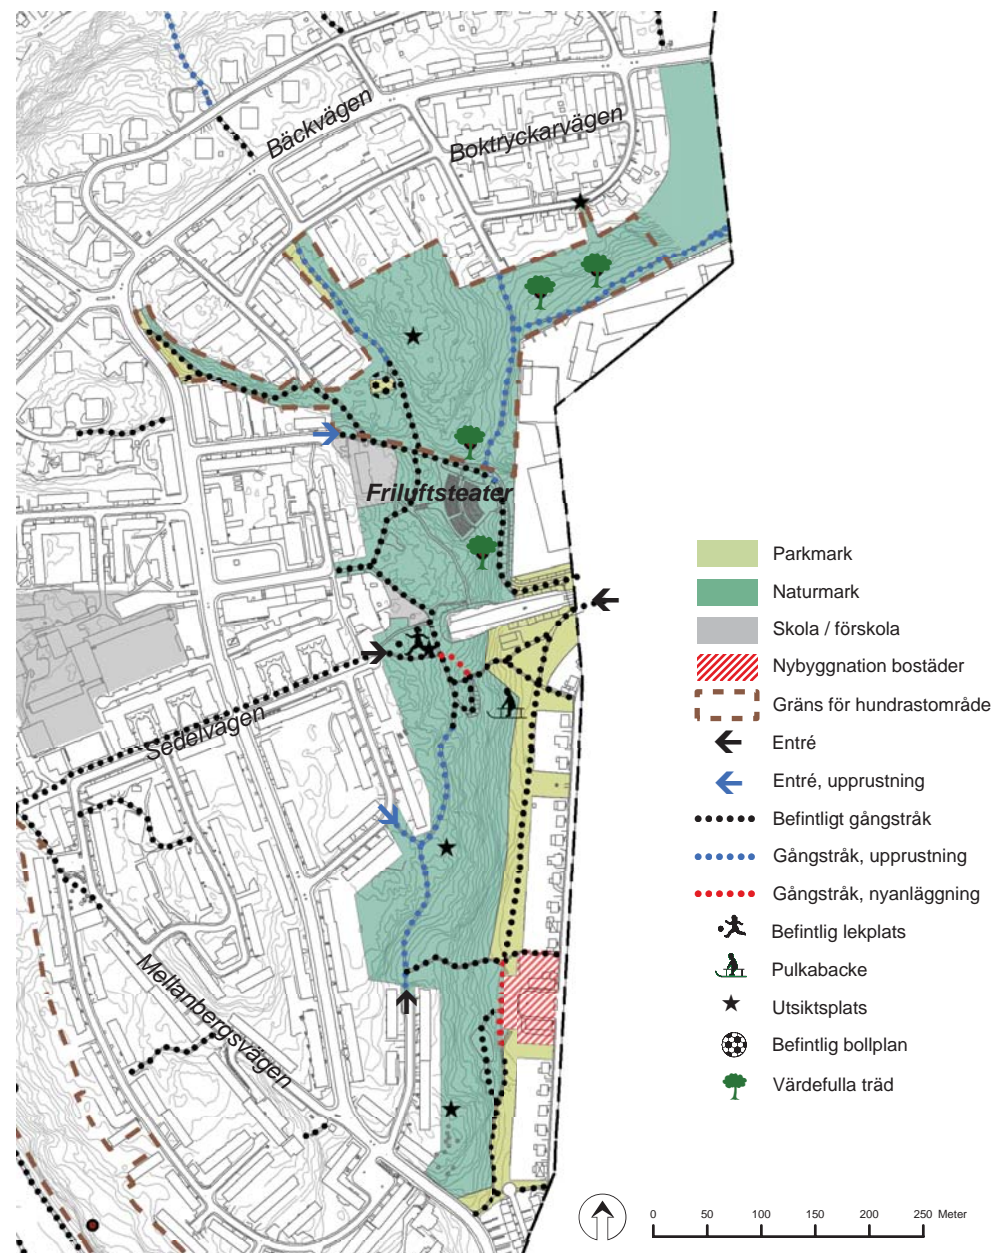 Bäckvägen
Boktryckarvägen
Friluftsteater
Sedelvägen
Mellanbergsvägen
Parkmark
Naturmark
Skola / förskola
Nybyggnation bostäder
Gräns för hundrastområde
Entré
Entré, upprustning
Befintligt gångstråk
Gångstråk, upprustning
Gångstråk, nyanläggning
Befintlig lekplats
Pulkabacke
Utsiktsplats
Befintlig bollplan
Värdefulla träd
0 50 100 150 200 250 Meter